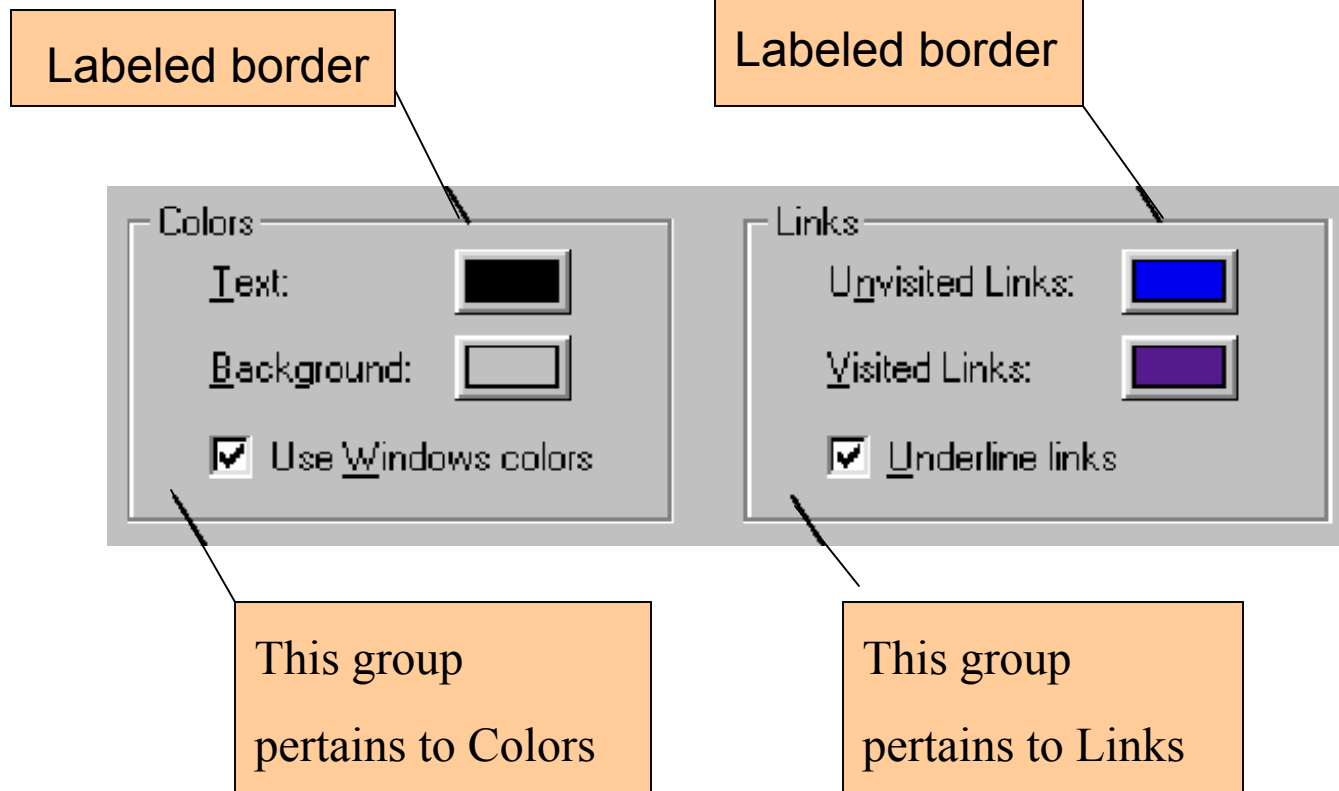 Labeled border
Labeled border
Colors
Text:
Background:
Use Windows colors
Links
Unvisited Links:
Visited Links:
Underline links
This group
pertains to Colors
This group
pertains to Links